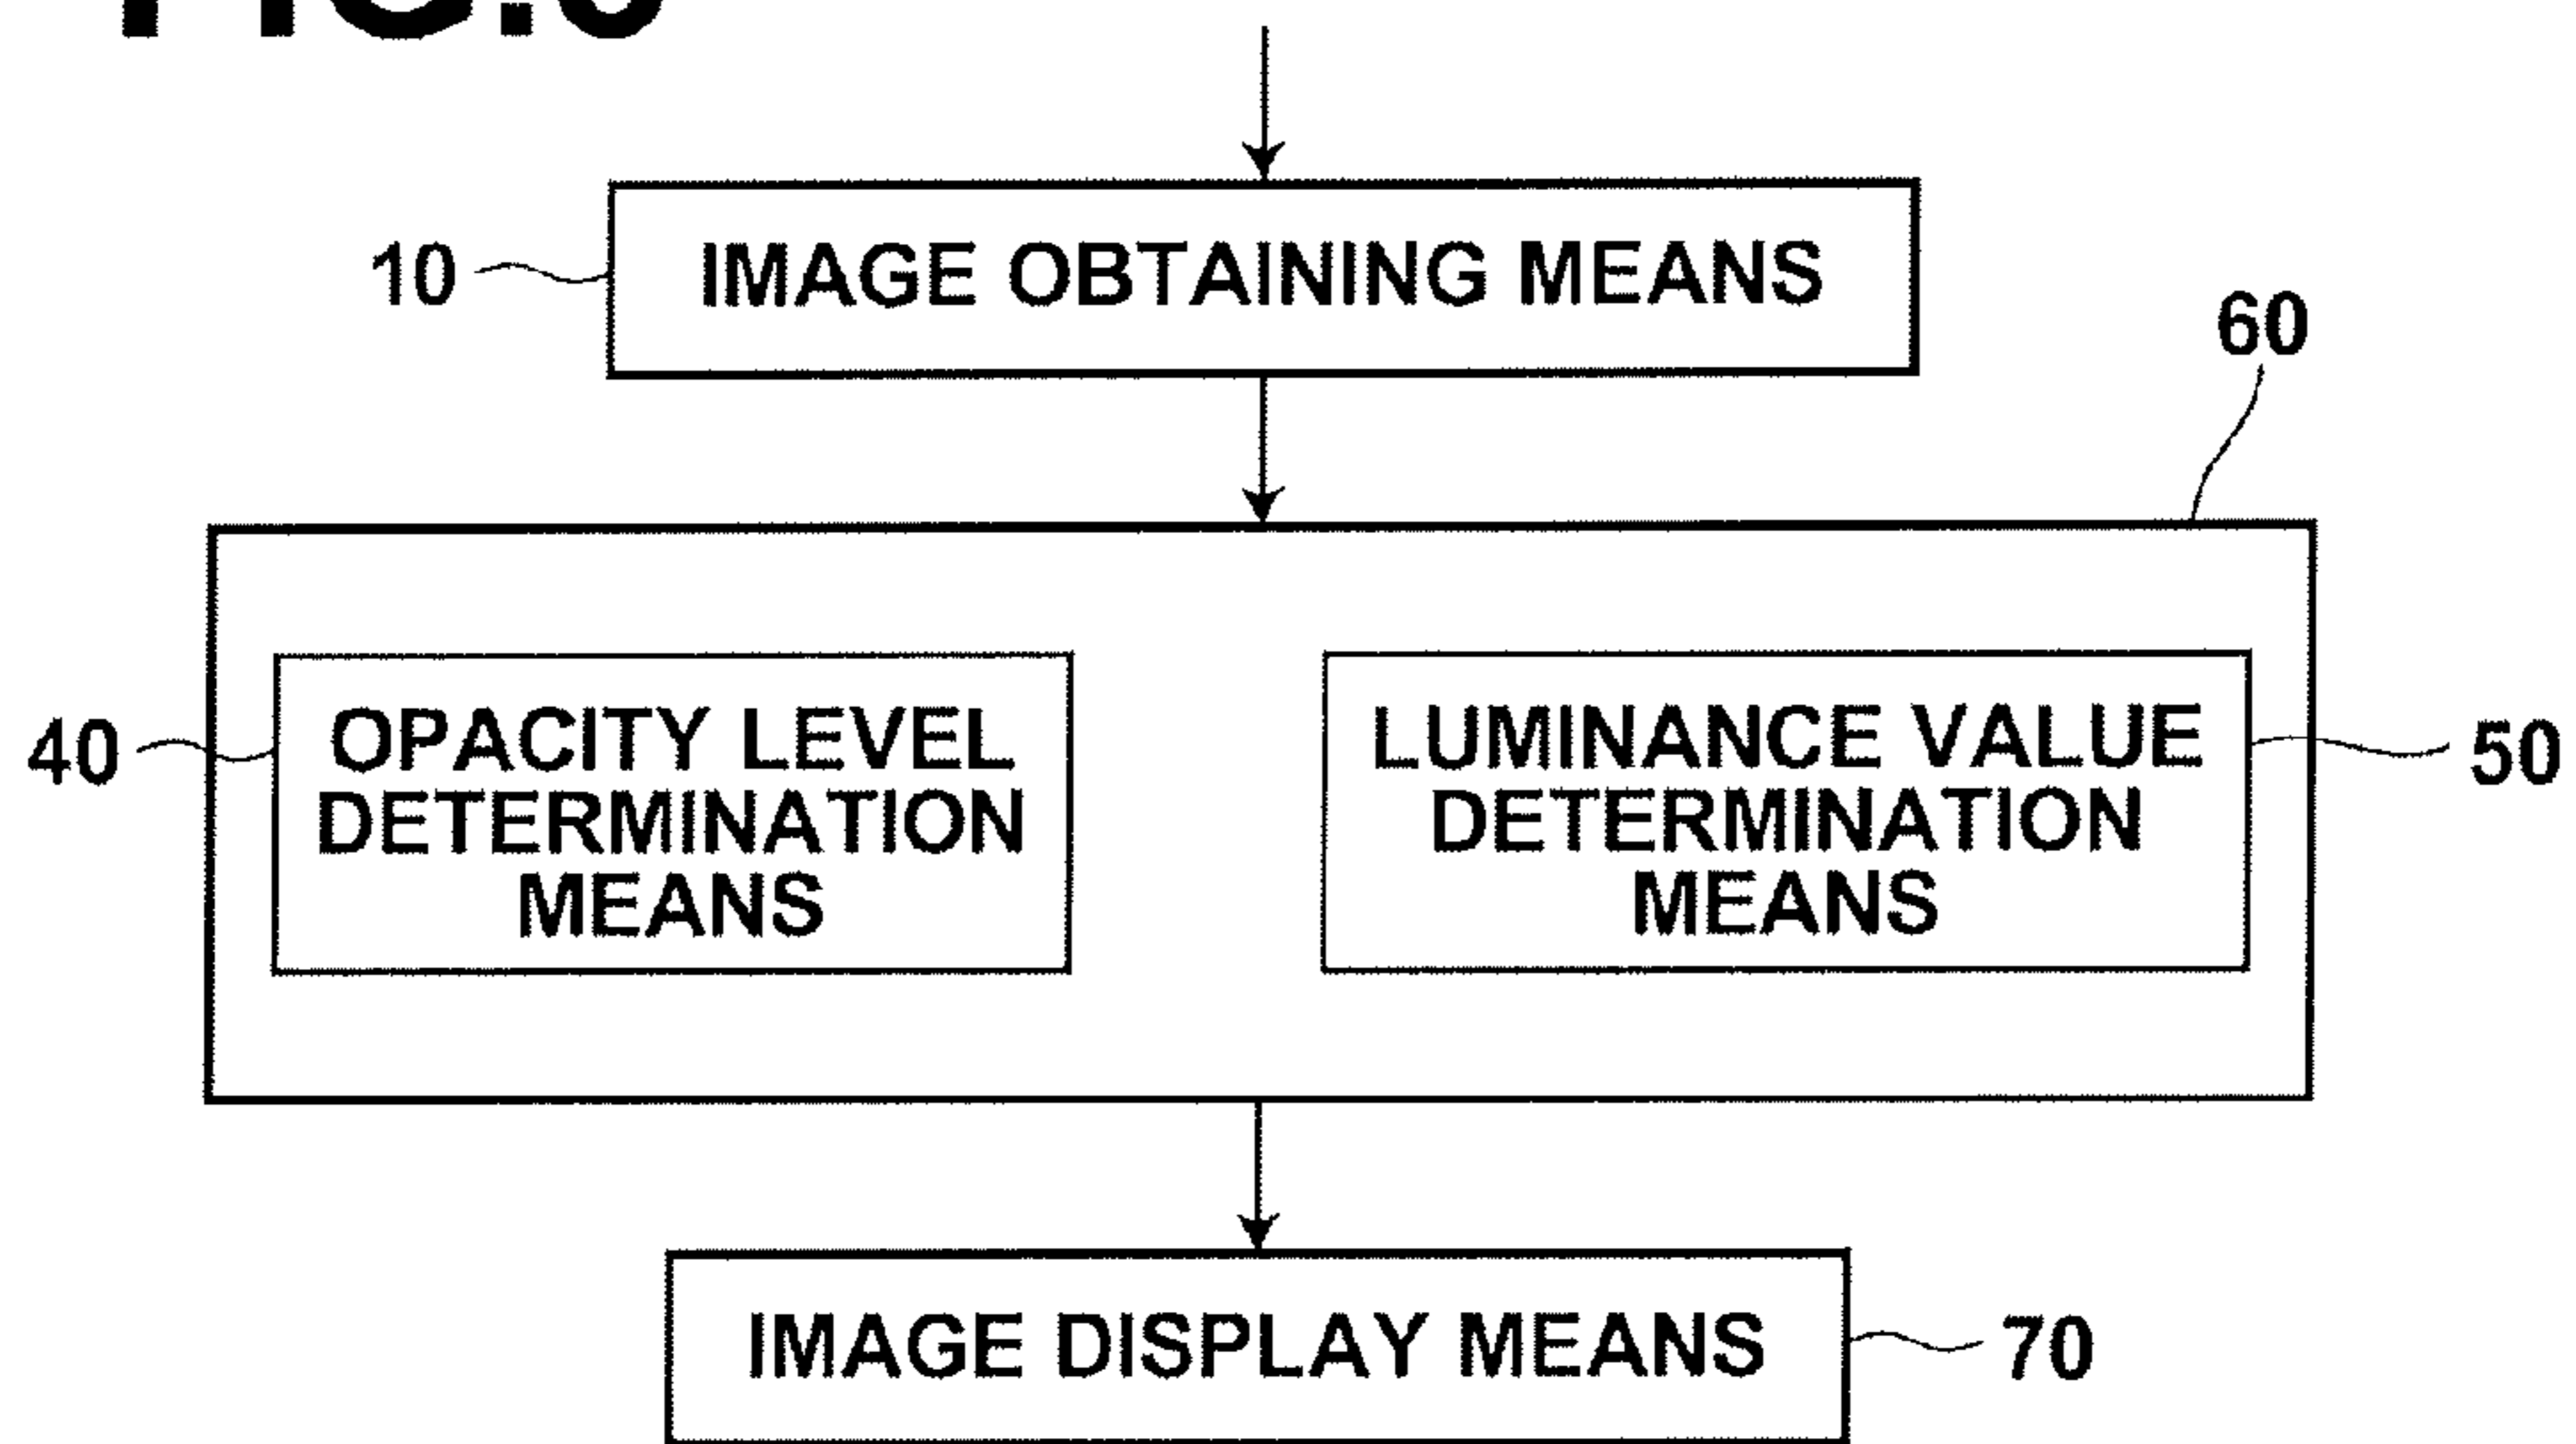 10
IMAGE OBTAINING MEANS
60
40
OPACITY LEVEL
DETERMINATION
MEANS
LUMINANCE VALUE
DETERMINATION
MEANS
50
IMAGE DISPLAY MEANS
70